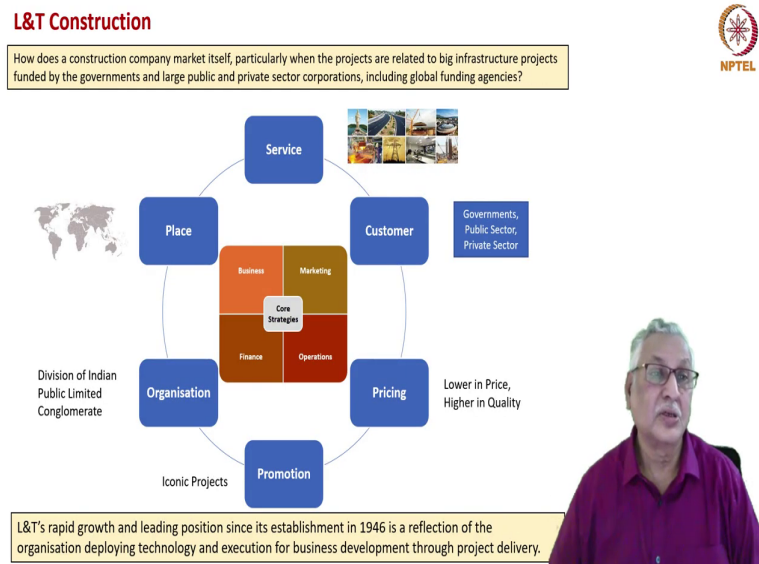 L&T Construction
NPTEL
How does a construction company market itself, particularly when the projects are related to big infrastructure projects
funded by the governments and large public and private sector corporations, including global funding agencies?
Service
Place
Customer
Governments,
Public Sector,
Private Sector
Business
Marketing
Core
Strategies
Finance
Operations
Division of Indian
Public Limited
Conglomerate
Organisation
Pricing
Lower in Price,
Higher in Quality
Iconic Projects
Promotion
L&T's rapid growth and leading position since its establishment in 1946 is a reflection of the
organisation deploying technology and execution for business development through project delivery.